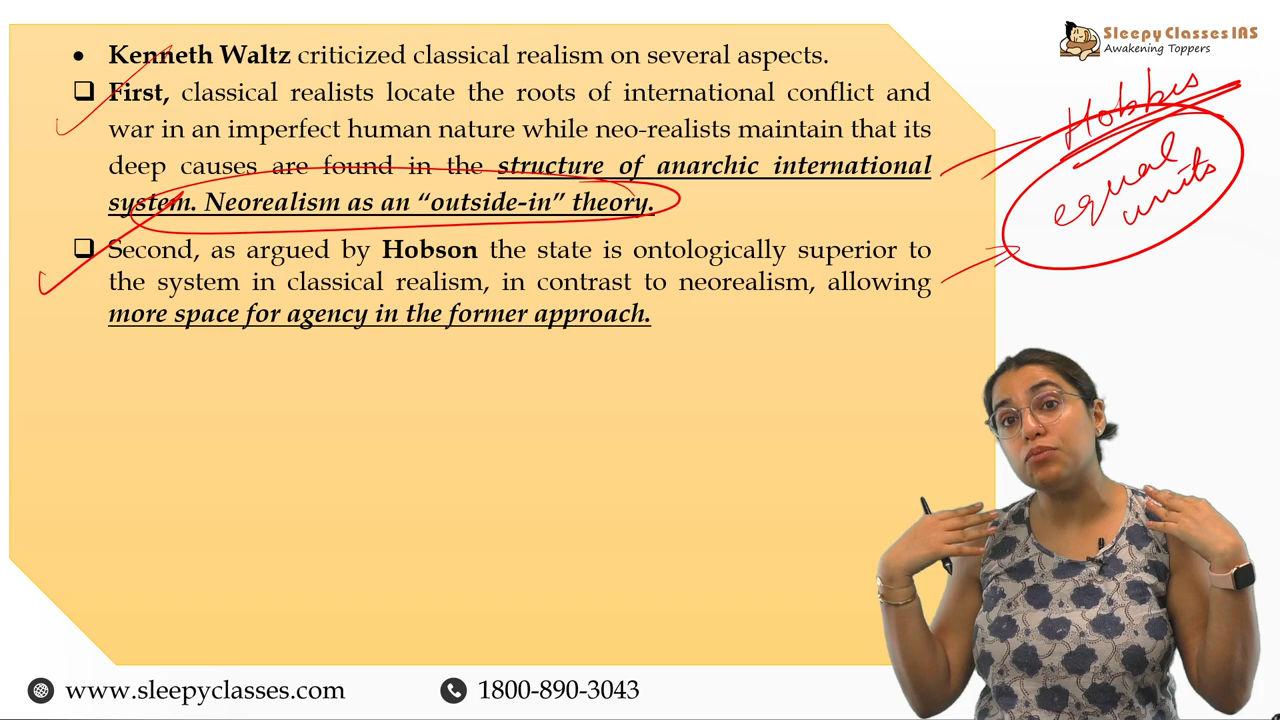 Sleepy Classes IAS
Awakening Toppers
• Kenneth Waltz criticized classical realism on several aspects.
❑ First, classical realists locate the roots of international conflict and
war in an imperfect human nature while neo-realists maintain that its
deep causes are found in the structure of anarchic international
system. Neorealism as an “outside-in” theory.
❑ Second, as argued by Hobson the state is ontologically superior to
the system in classical realism, in contrast to neorealism, allowing
more space for agency in the former approach.
Hobbes
equal
units
www.sleepyclasses.com
1800-890-3043